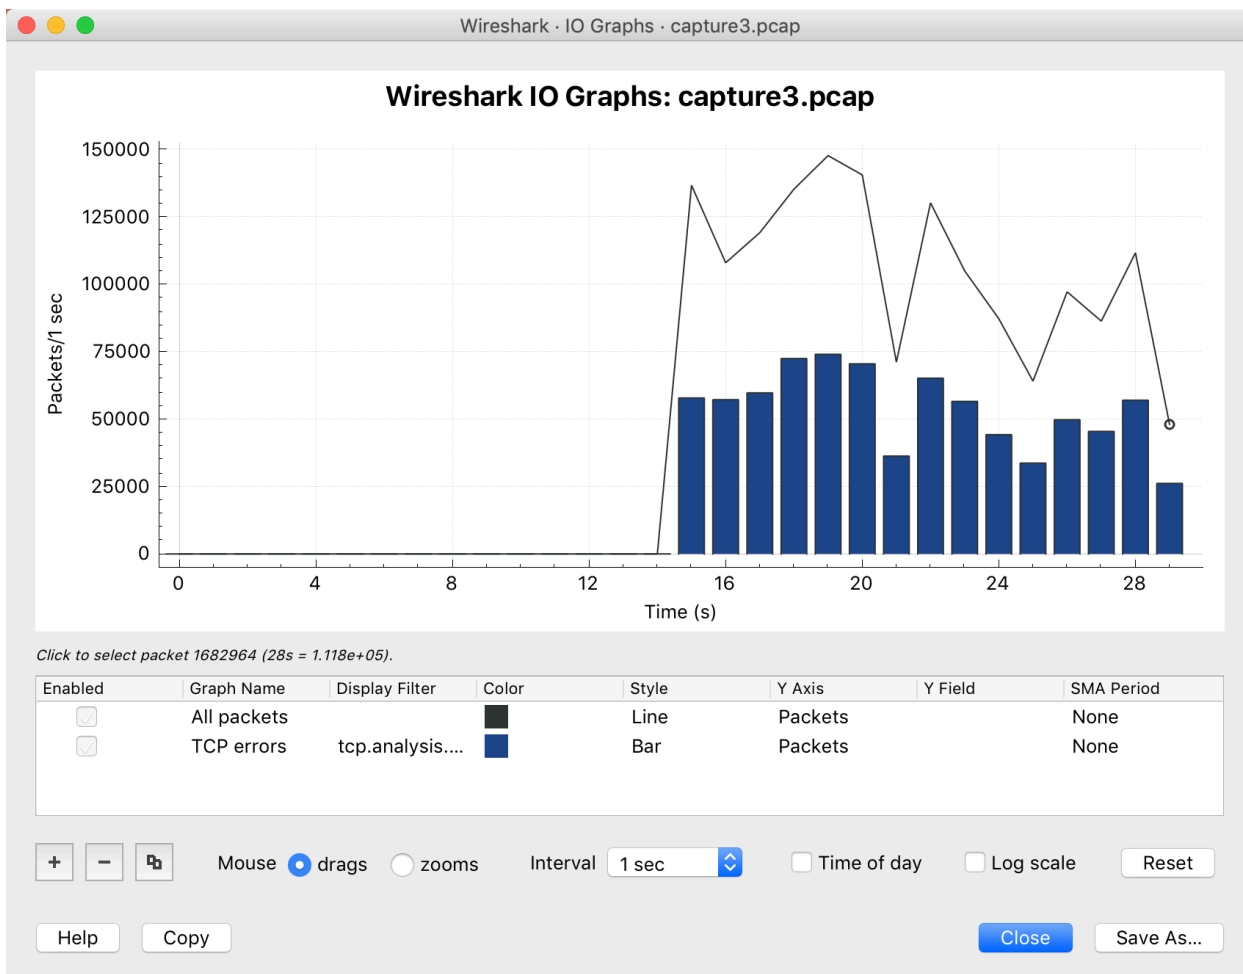 Wireshark · IO Graphs · capture3.pcap
Wireshark IO Graphs: capture3.pcap
150000
125000
100000
75000
50000
25000
0
Packets/1 sec
0 4 8 12 16 20 24 28
Time (s)
Click to select packet 1682964 (28s = 1.118e+05).
Enabled Graph Name Display Filter Color Style Y Axis Y Field SMA Period
All packets Line Packets None
TCP errors tcp.analysis.... Bar Packets None
+ − Mouse drags zooms Interval 1 sec Time of day Log scale Reset
Help Copy Close Save As...